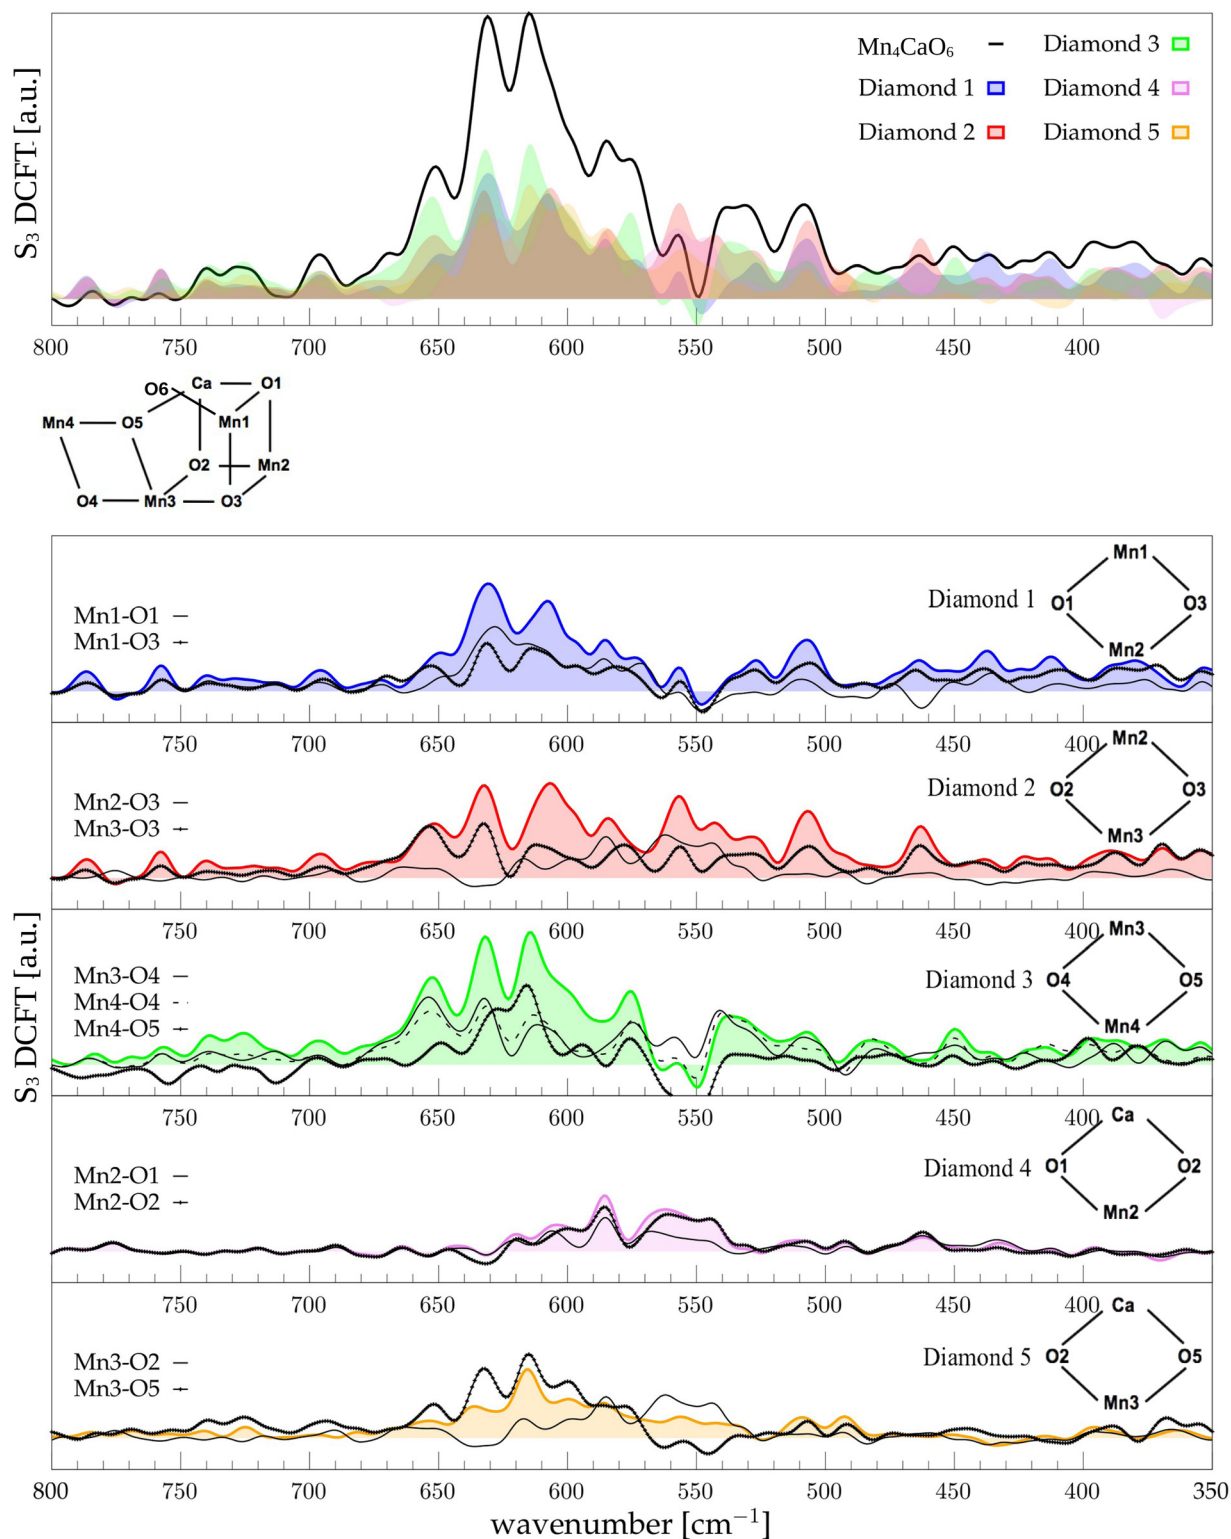 S₃ DCFT [a.u.]
Mn₄CaO₆ Diamond 3
Diamond 1 Diamond 4
Diamond 2 Diamond 5
800 750 700 650 600 550 500 450 400
O6 Ca O1
Mn4 O5 Mn1
O2 Mn2
O4 Mn3 O3
S₃ DCFT [a.u.]
Mn1-O1
Mn1-O3
Diamond 1
Mn1
O1 O3
Mn2
750 700 650 600 550 500 450 400
Mn2-O3
Mn3-O3
Diamond 2
Mn2
O2 O3
Mn3
750 700 650 600 550 500 450 400
Mn3-O4
Mn4-O4
Mn4-O5
Diamond 3
Mn3
O4 O5
Mn4
750 700 650 600 550 500 450 400
Mn2-O1
Mn2-O2
Diamond 4
Ca
O1 O2
Mn2
750 700 650 600 550 500 450 400
Mn3-O2
Mn3-O5
Diamond 5
Ca
O2 O5
Mn3
800 750 700 650 600 550 500 450 400 350
wavenumber [cm⁻¹]